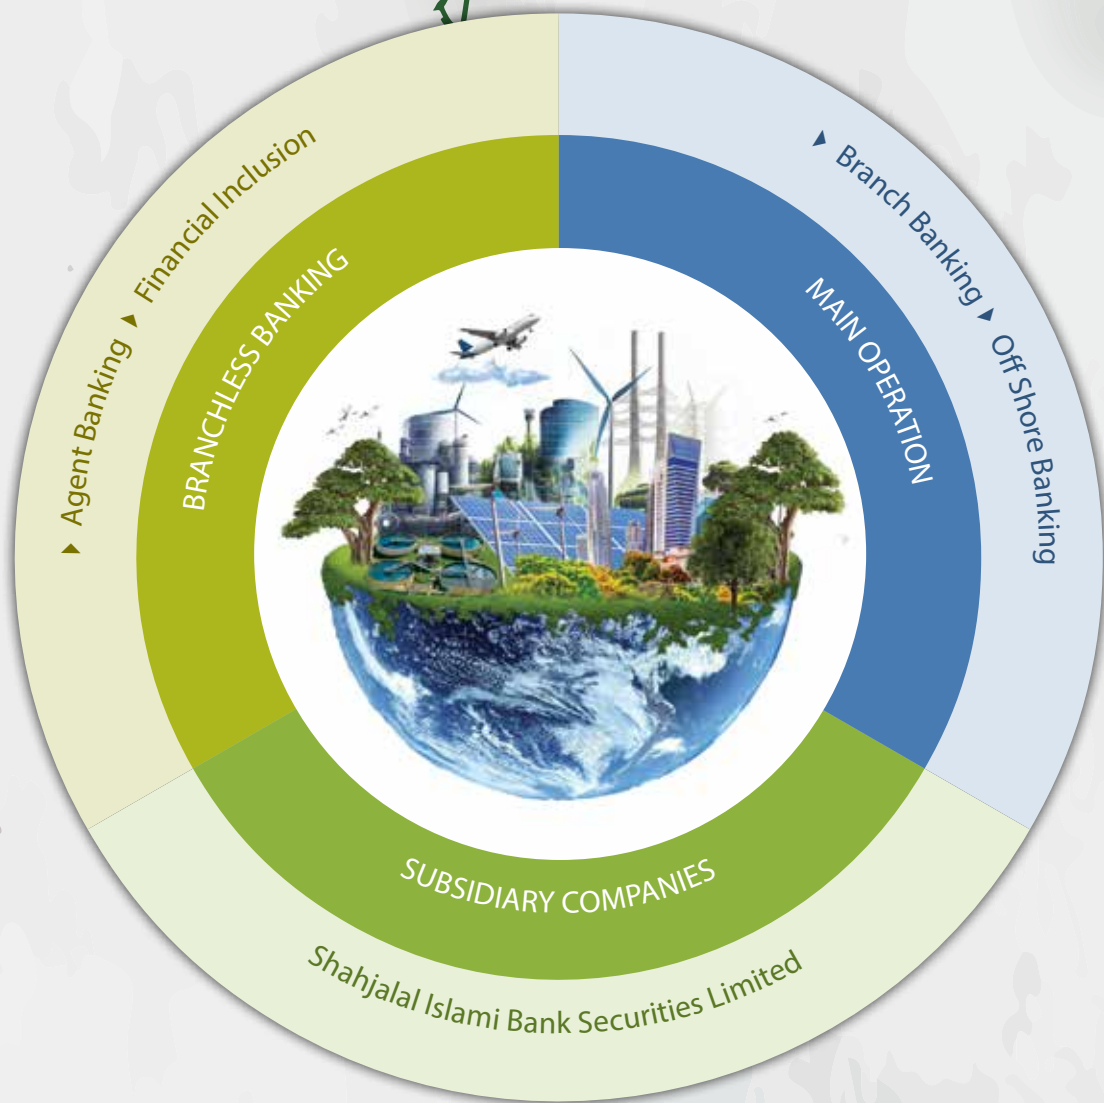 BRANCHLESS BANKING
Agent Banking
Financial Inclusion
MAIN OPERATION
Branch Banking
Off Shore Banking
SUBSIDIARY COMPANIES
Shahjalal Islami Bank Securities Limited